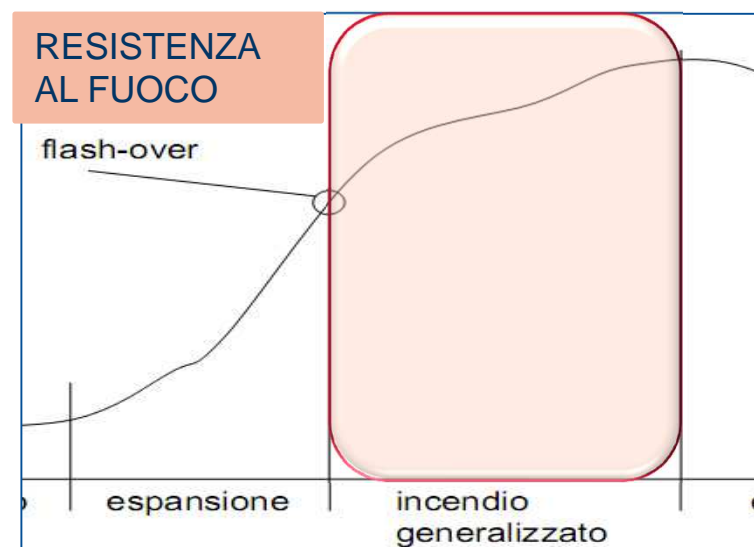 RESISTENZA
AL FUOCO
flash-over
espansione
incendio
generalizzato